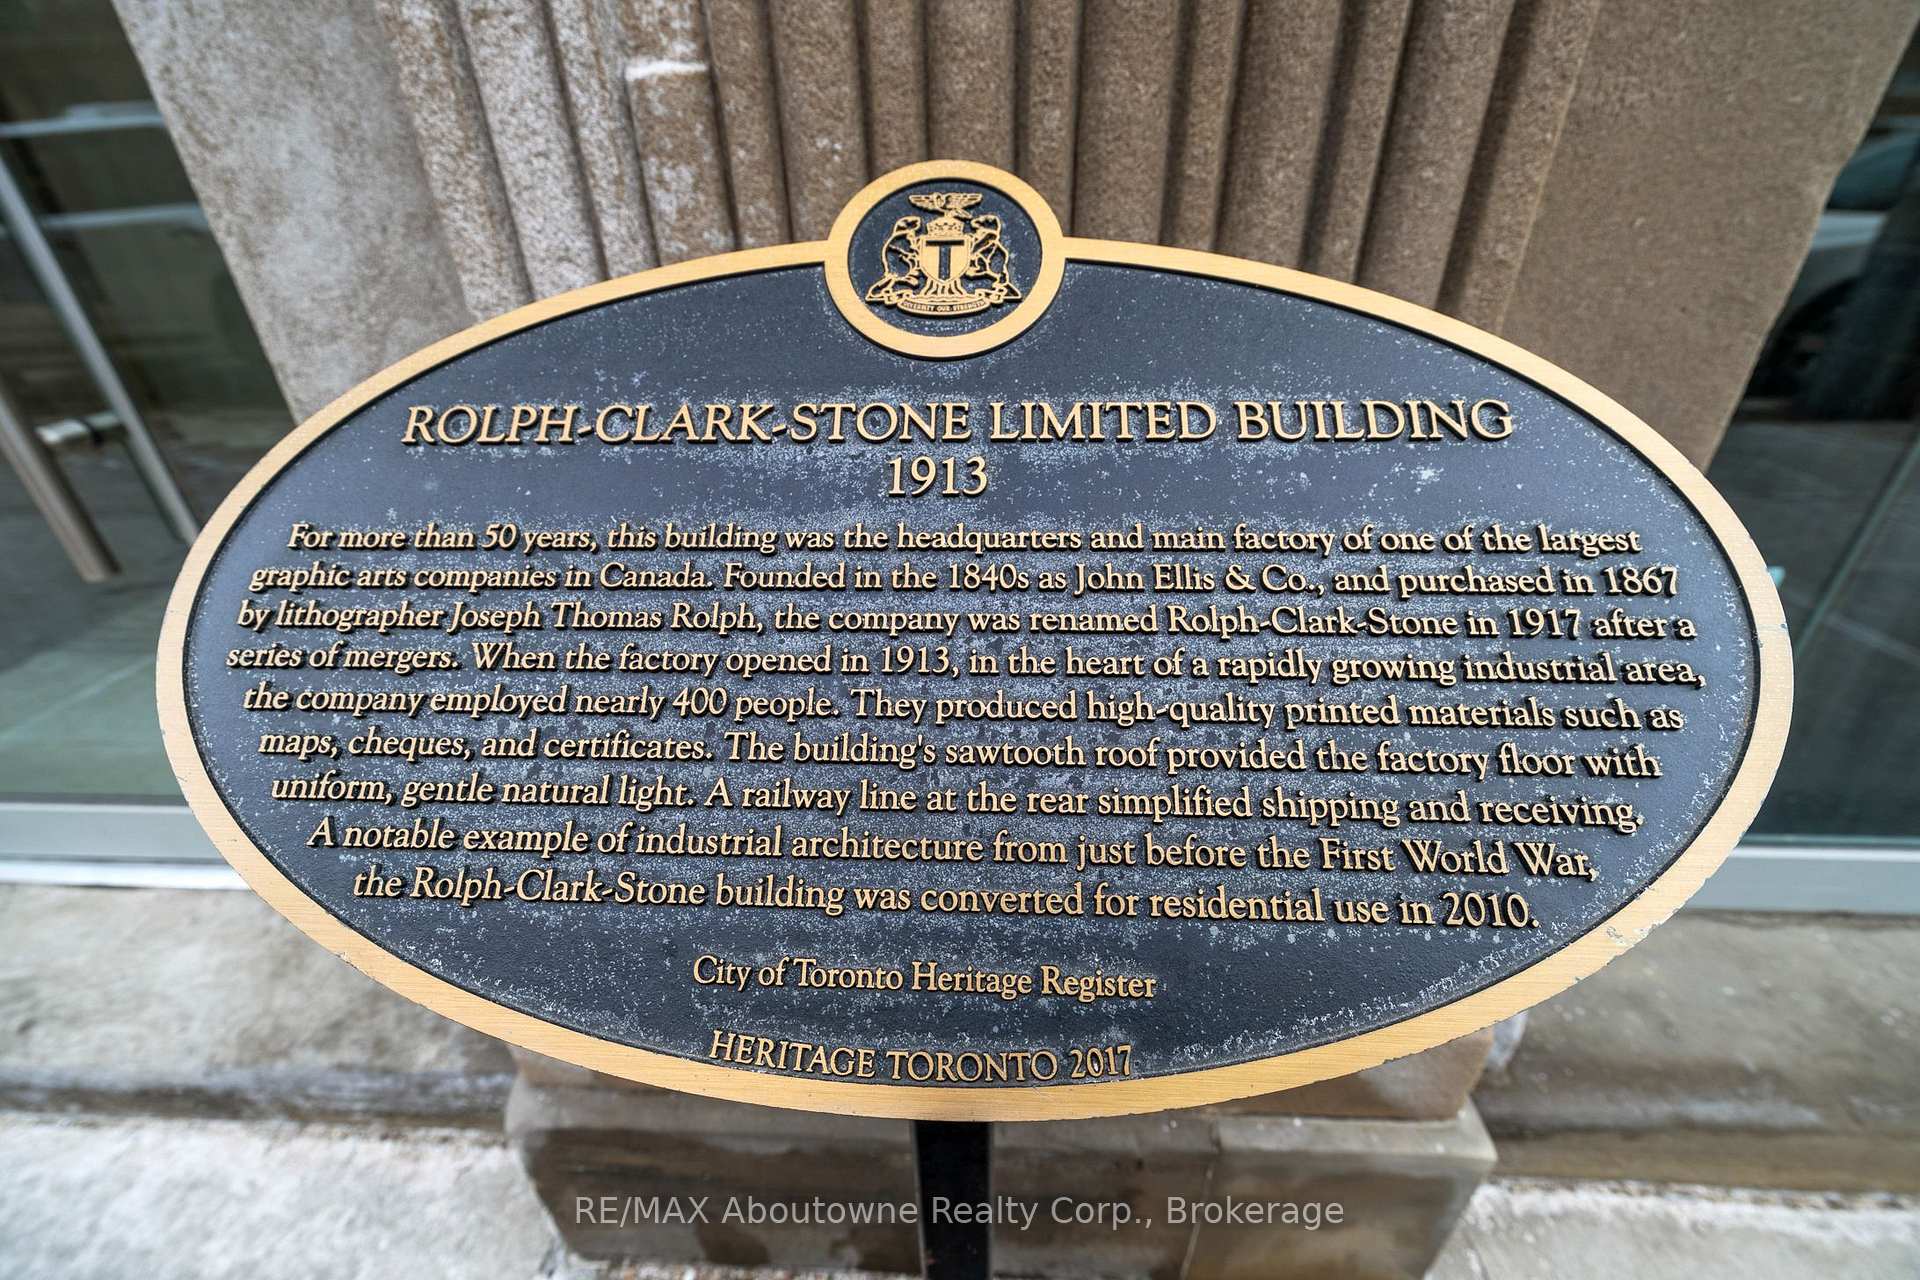 T
DIVERSITY OUR STRENGTH
ROLPH-CLARK-STONE LIMITED BUILDING
1913
For more than 50 years, this building was the headquarters and main factory of one of the largest
graphic arts companies in Canada. Founded in the 1840s as John Ellis & Co., and purchased in 1867
by lithographer Joseph Thomas Rolph, the company was renamed Rolph-Clark-Stone in 1917 after a
series of mergers. When the factory opened in 1913, in the heart of a rapidly growing industrial area,
the company employed nearly 400 people. They produced high-quality printed materials such as
maps, cheques, and certificates. The building's sawtooth roof provided the factory floor with
uniform, gentle natural light. A railway line at the rear simplified shipping and receiving.
A notable example of industrial architecture from just before the First World War,
the Rolph-Clark-Stone building was converted for residential use in 2010.
City of Toronto Heritage Register
HERITAGE TORONTO 2017
RE/MAX Aboutowne Realty Corp., Brokerage